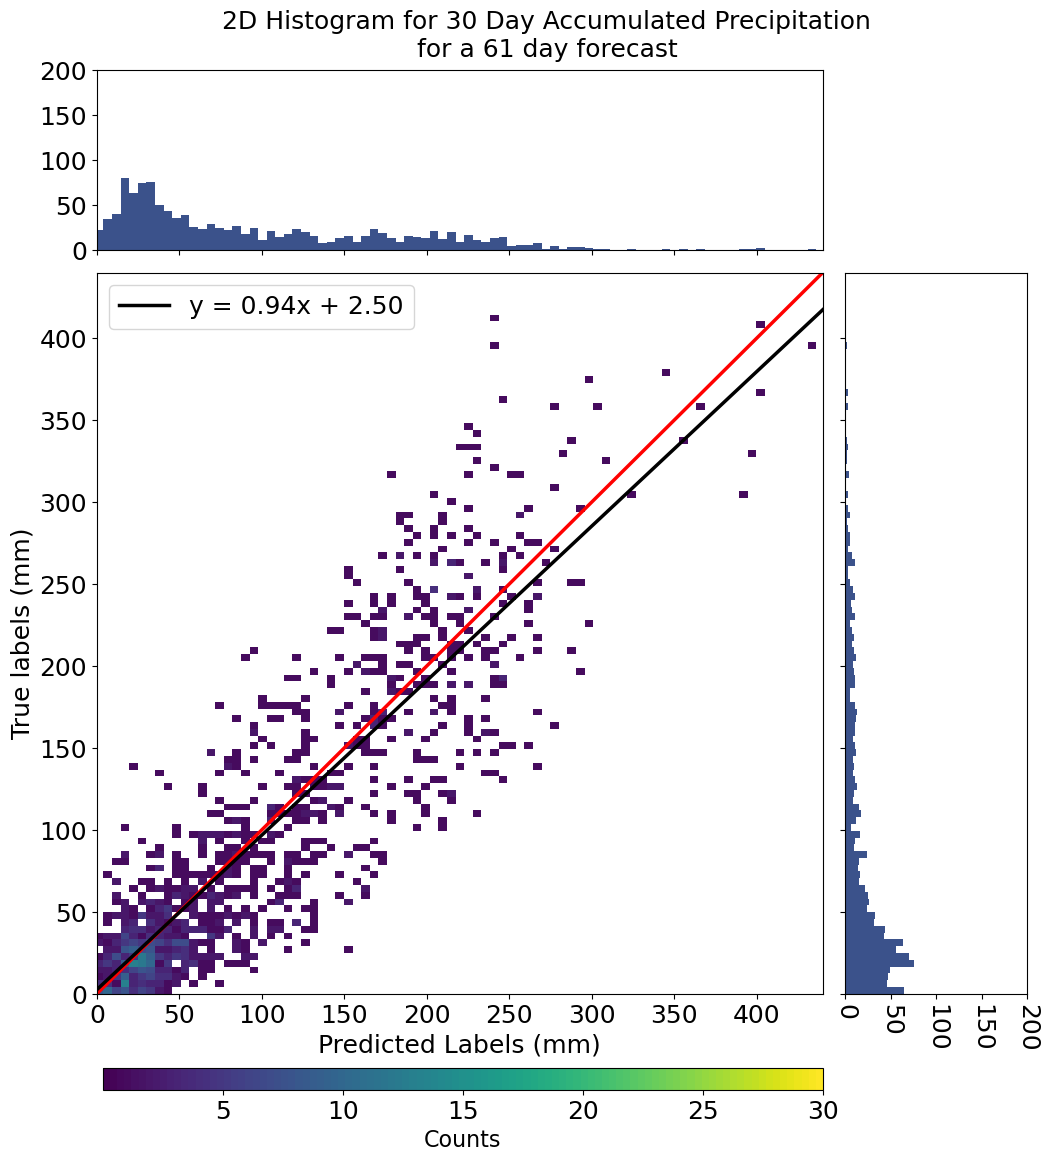 2D Histogram for 30 Day Accumulated Precipitation
for a 61 day forecast
200
150
100
50
0
y = 0.94x + 2.50
400
350
300
250
200
150
100
50
0
True labels (mm)
0 50 100 150 200 250 300 350 400
Predicted Labels (mm)
0 50 100 150 200
5 10 15 20 25 30
Counts